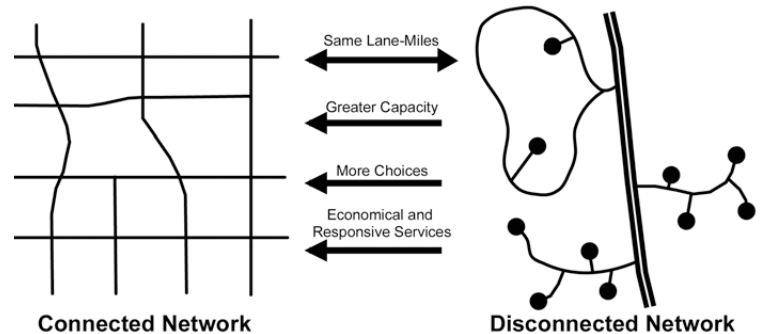 Same Lane-Miles
Greater Capacity
More Choices
Economical and
Responsive Services
Connected Network
Disconnected Network